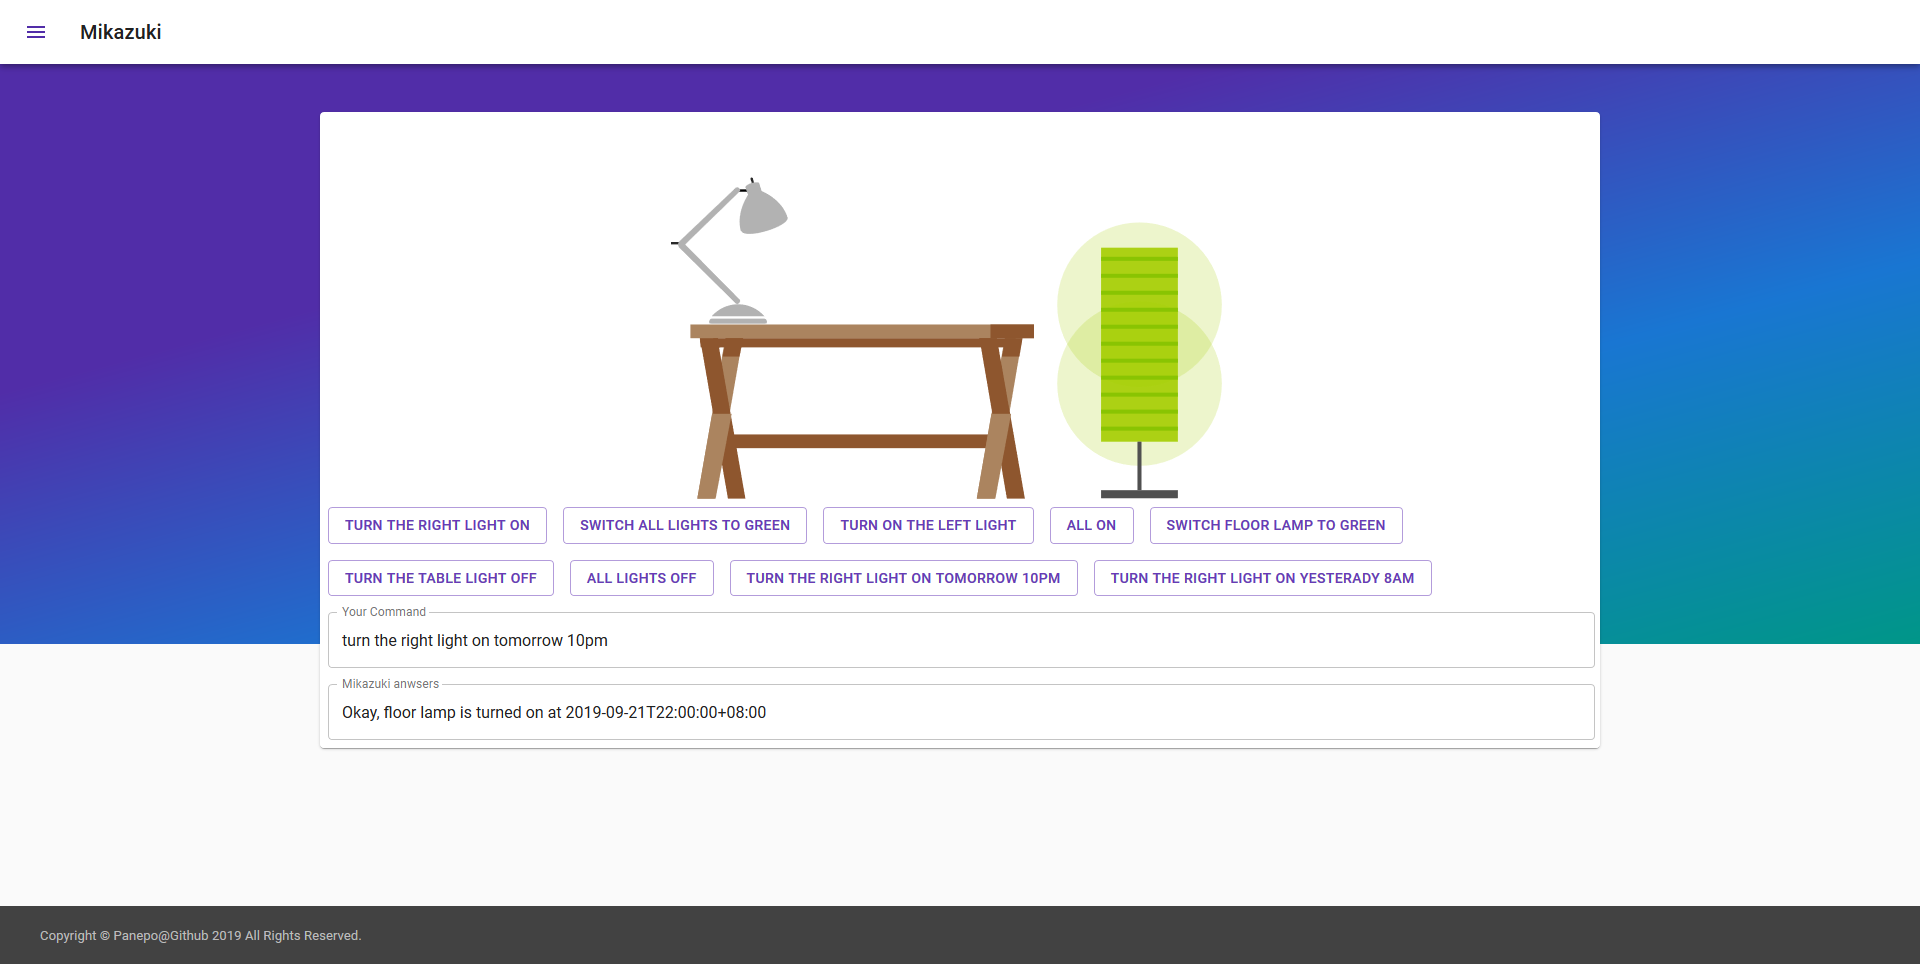 Mikazuki
TURN THE RIGHT LIGHT ON
SWITCH ALL LIGHTS TO GREEN
TURN ON THE LEFT LIGHT
ALL ON
SWITCH FLOOR LAMP TO GREEN
TURN THE TABLE LIGHT OFF
ALL LIGHTS OFF
TURN THE RIGHT LIGHT ON TOMORROW 10PM
TURN THE RIGHT LIGHT ON YESTERADY 8AM
Your Command
turn the right light on tomorrow 10pm
Mikazuki anwsers
Okay, floor lamp is turned on at 2019-09-21T22:00:00+08:00
Copyright © Panepo@Github 2019 All Rights Reserved.